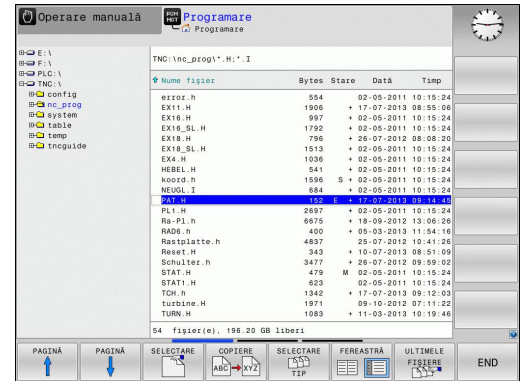 Operare manuală
PGM
MGT
Programare
Programare
E:\
F:\
PLC:\
TNC:\
config
nc_prog
system
table
temp
tncguide
TNC:\nc_prog\*.H;*.I
Nume fişier Bytes Stare Dată Timp
error.h 554 02-05-2011 10:15:24
EX11.H 1906 + 17-07-2013 08:55:06
EX16.H 997 + 02-05-2011 10:15:24
EX16_SL.H 1792 + 02-05-2011 10:15:24
EX18.H 796 + 26-07-2012 08:08:20
EX18_SL.H 1513 + 02-05-2011 10:15:24
EX4.H 1036 + 02-05-2011 10:15:24
HEBEL.H 541 + 02-05-2011 10:15:24
koord.h 1596 S + 02-05-2011 10:15:24
NEUGL.I 684 + 02-05-2011 10:15:24
PAT.H 152 E + 17-07-2013 09:14:45
PL1.H 2697 + 02-05-2011 10:15:24
Ra-Pl.h 6675 + 18-09-2012 13:06:26
RAD6.h 400 + 03-05-2013 11:54:16
Rastplatte.h 4837 25-07-2012 10:41:26
Reset.H 343 + 10-07-2013 08:51:09
Schulter.h 3477 + 26-07-2012 09:59:02
STAT.H 479 M 02-05-2011 10:15:24
STAT1.H 623 02-05-2011 10:15:24
TCH.h 1342 + 17-07-2013 09:12:03
turbine.H 1971 09-10-2012 07:11:22
TURN.H 1083 + 11-03-2013 10:19:46
54 fişier(e), 196.20 GB liberi
PAGINĂ
PAGINĂ
SELECTARE
COPIERE
ABC XYZ
SELECTARE
TIP
FEREASTRĂ
ULTIMELE
FIŞIERE
END